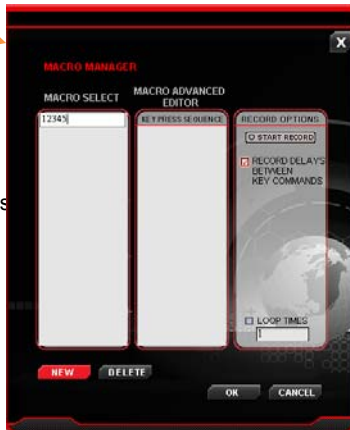 X
MACRO MANAGER
MACRO SELECT
MACRO ADVANCED
EDITOR
12345
KEY PRESS SEQUENCE
RECORD OPTIONS
START RECORD
RECORD DELAYS
BETWEEN
KEY COMMANDS
LOOP TIMES
1
NEW
DELETE
OK
CANCEL
s